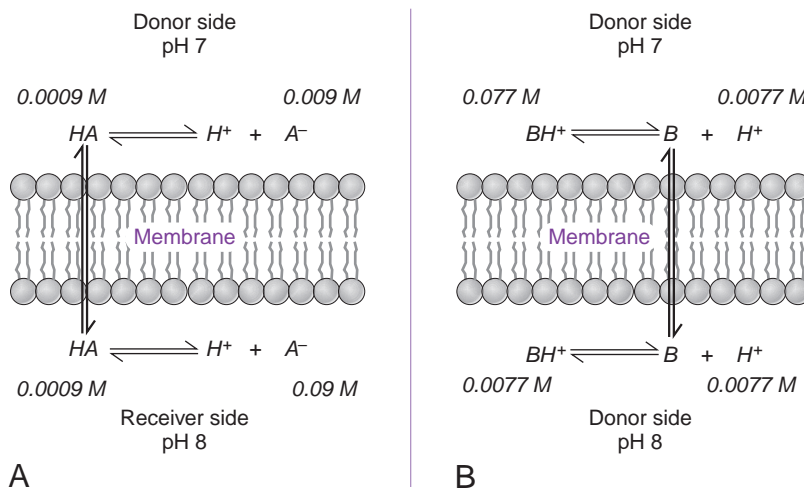 Donor side
pH 7
0.0009 M 0.009 M
HA H⁺ + A⁻
Membrane
HA H⁺ + A⁻
0.0009 M 0.09 M
Receiver side
pH 8
A
Donor side
pH 7
0.077 M 0.0077 M
BH⁺ B + H⁺
Membrane
BH⁺ B + H⁺
0.0077 M 0.0077 M
Donor side
pH 8
B